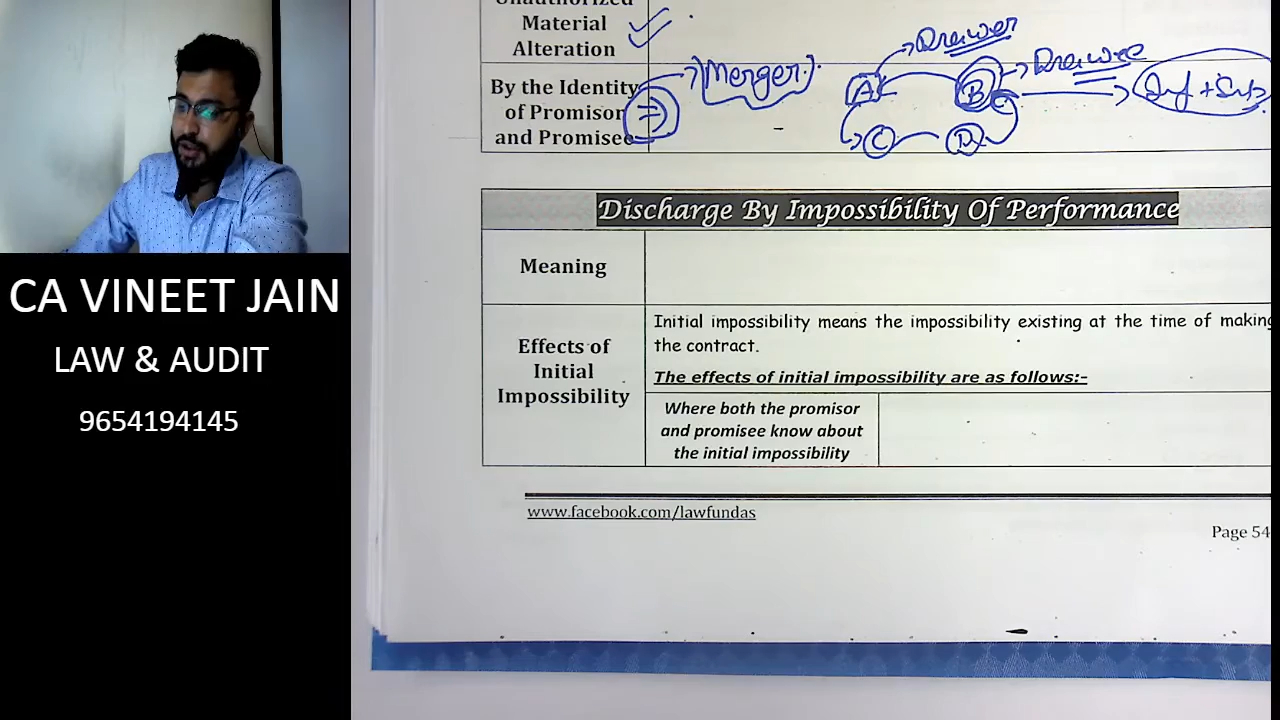 Material
Alteration
By the Identity
of Promisor
and Promisee
Merger
A
Drawer
B
Drawee
C
D
Discharge By Impossibility Of Performance
Meaning
Effects of
Initial
Impossibility
Initial impossibility means the impossibility existing at the time of making
the contract.
The effects of initial impossibility are as follows:-
Where both the promisor
and promisee know about
the initial impossibility
www.facebook.com/lawfundas
Page 54
CA VINEET JAIN
LAW & AUDIT
9654194145